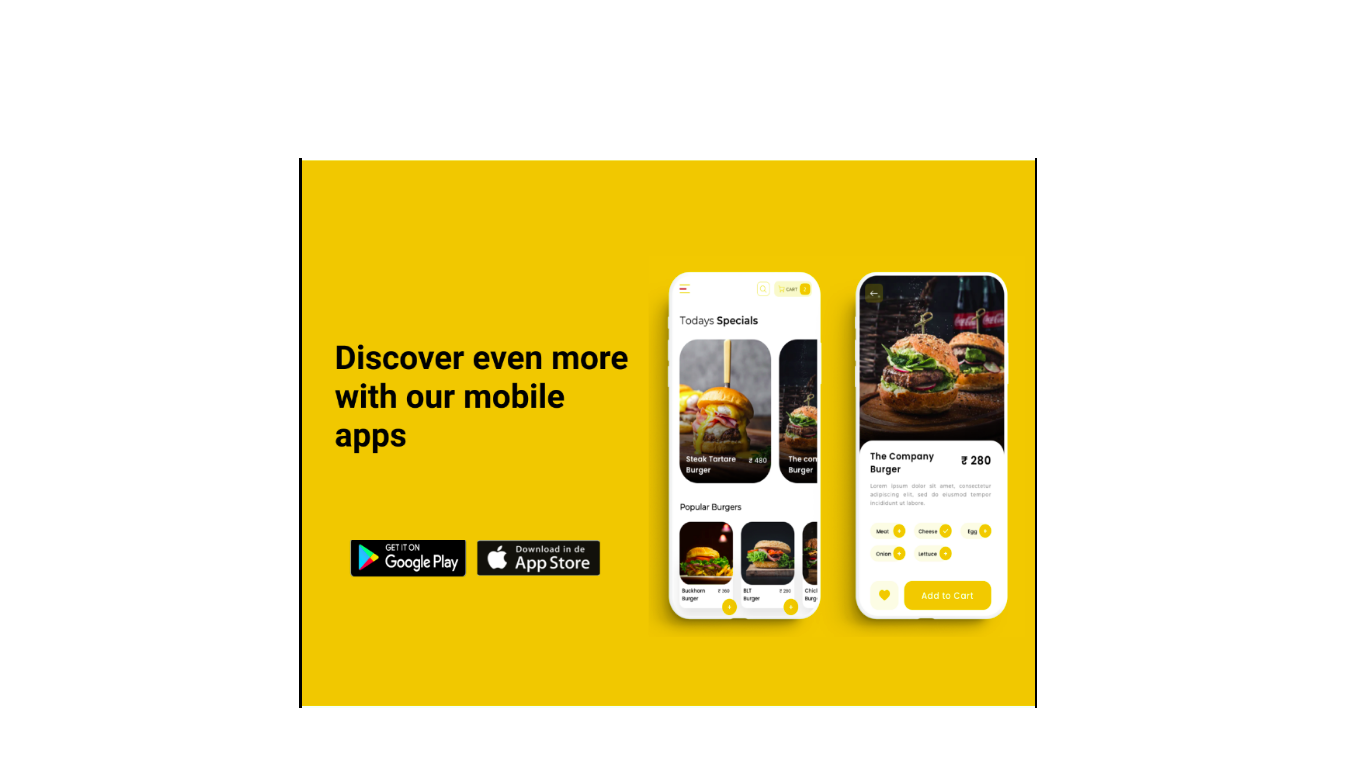 Discover even more
with our mobile
apps
GET IT ON
Google Play
Download in de
App Store
CART
Todays Specials
Steak Tartare
Burger
₹ 480
The com
Burger
Popular Burgers
Buckhorn
Burger
BLT
Burger
Chic
Burg
The Company
Burger
₹ 280
Lorem ipsum dolor sit amet, consectetur
adipiscing elit, sed do eiusmod tempor
incididunt ut labore.
Meat
Cheese
Egg
Onion
Lettuce
Add to Cart